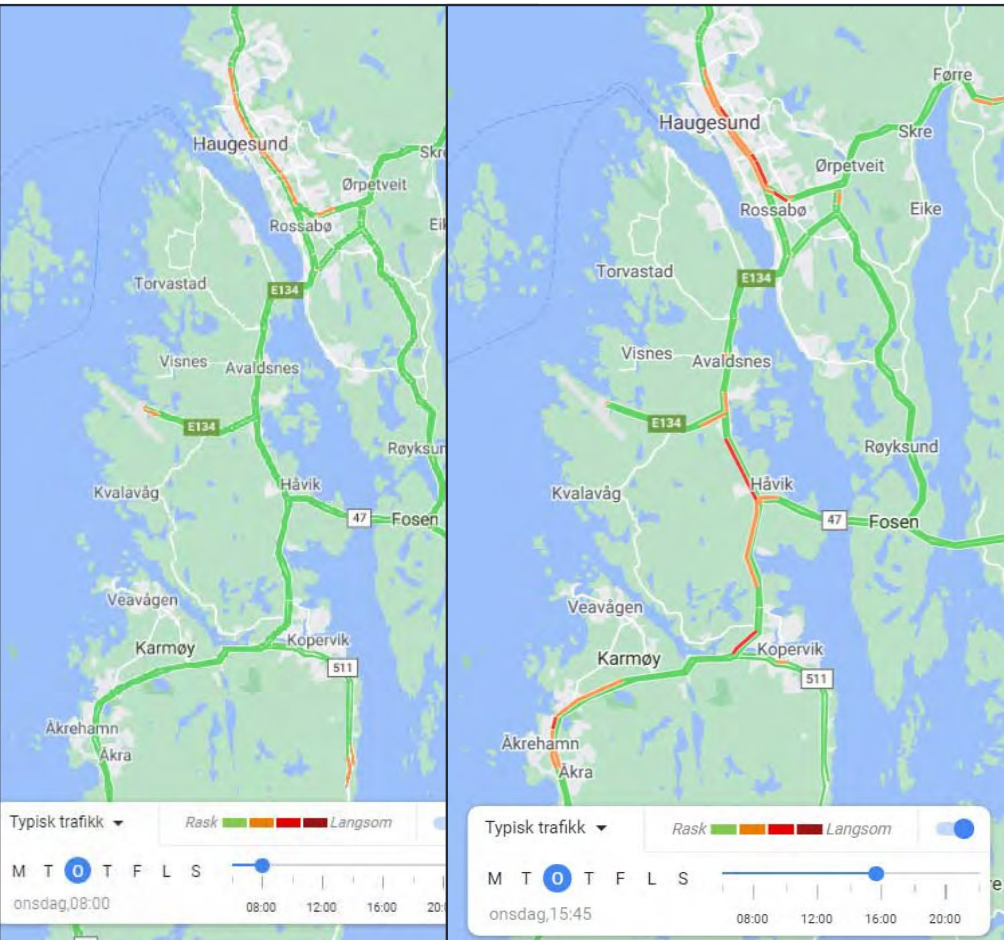 Haugesund
Skre
Ørpetveit
Rossabø
Eik
E134
Torvastad
Visnes
Avaldsnes
E134
Røyksun
Kvalavåg
Håvik
47
Fosen
Veavågen
Kopervik
Karmøy
511
Åkrehamn
Åkra
Typisk trafikk
Rask
Langsom
M T O T F L S
onsdag,08:00
08:00 12:00 16:00 20:0
Førre
Haugesund
Skre
Ørpetveit
Rossabø
Eike
Torvastad
E134
Visnes
Avaldsnes
E134
Røyksund
Kvalavåg
Håvik
47
Fosen
Veavågen
Kopervik
Karmøy
511
Åkrehamn
Åkra
Typisk trafikk
Rask
Langsom
M T O T F L S
onsdag,15:45
08:00 12:00 16:00 20:00